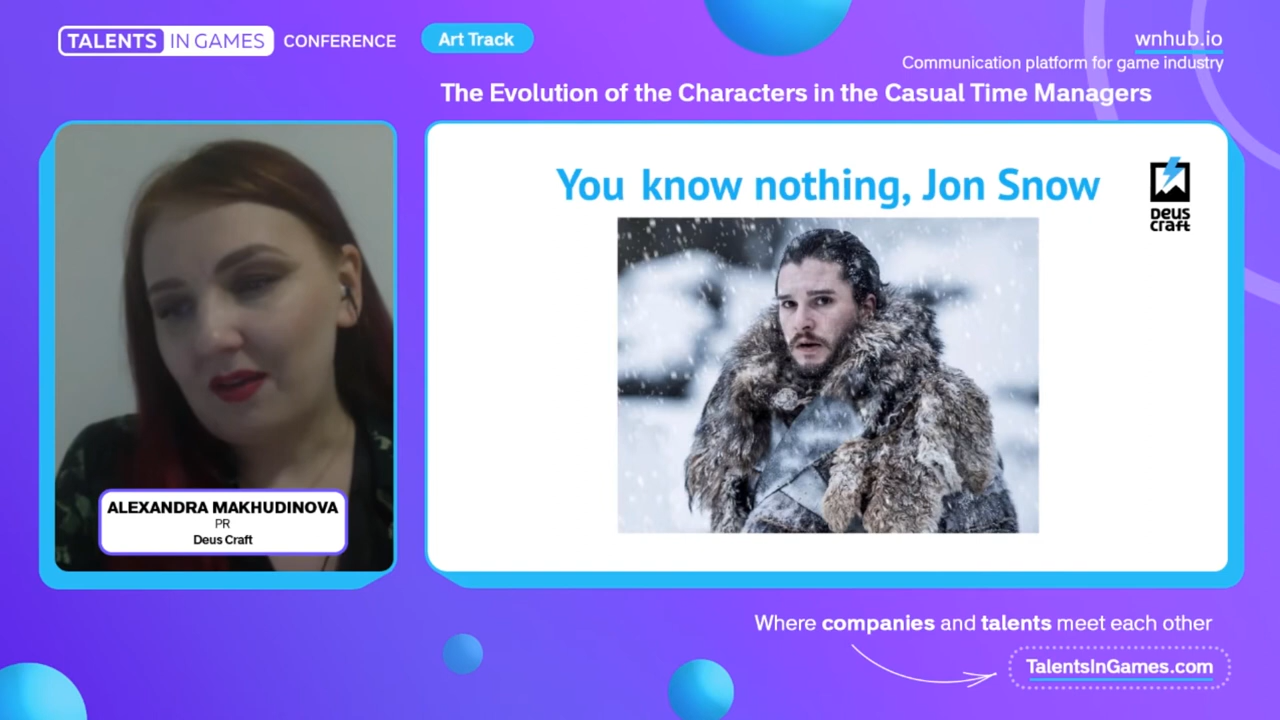 TALENTS IN GAMES CONFERENCE
Art Track
wnhub.io
Communication platform for game industry
The Evolution of the Characters in the Casual Time Managers
You know nothing, Jon Snow
Deus
craft
ALEXANDRA MAKHUDINOVA
PR
Deus Craft
Where companies and talents meet each other
TalentsInGames.com